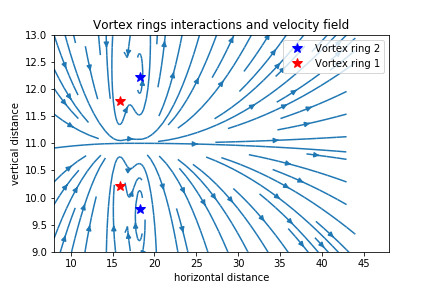 Vortex rings interactions and velocity field
Vortex ring 2
Vortex ring 1
vertical distance
13.0
12.5
12.0
11.5
11.0
10.5
10.0
9.5
9.0
10 15 20 25 30 35 40 45
horizontal distance